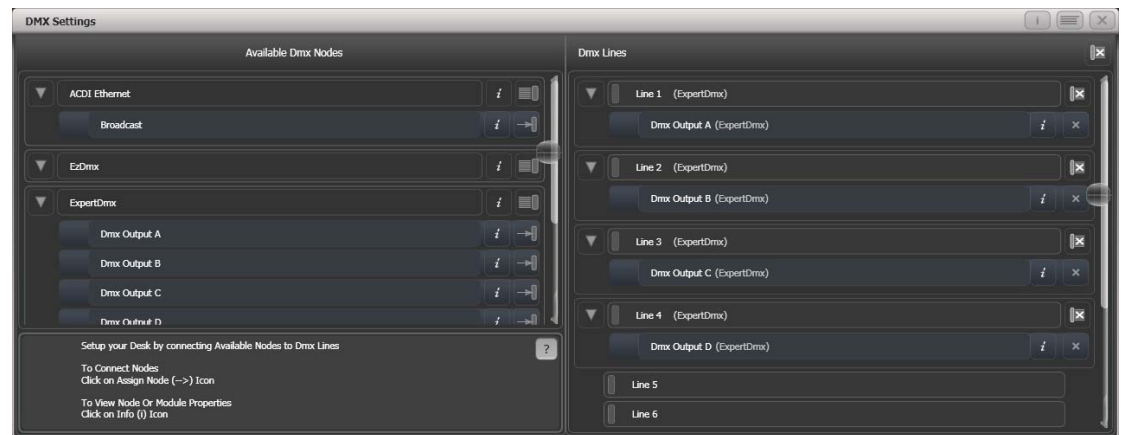 DMX Settings
i
Available Dmx Nodes
Dmx Lines
ACDI Ethernet i
Broadcast i
EzDmx i
ExpertDmx i
Dmx Output A i
Dmx Output B i
Dmx Output C i
Dmx Output D i
Setup your Desk by connecting Available Nodes to Dmx Lines
?
To Connect Nodes
Click on Assign Node (-->) Icon
To View Node Or Module Properties
Click on Info (i) Icon
Line 1 (ExpertDmx)
Dmx Output A (ExpertDmx) i
Line 2 (ExpertDmx)
Dmx Output B (ExpertDmx) i
Line 3 (ExpertDmx)
Dmx Output C (ExpertDmx) i
Line 4 (ExpertDmx)
Dmx Output D (ExpertDmx) i
Line 5
Line 6